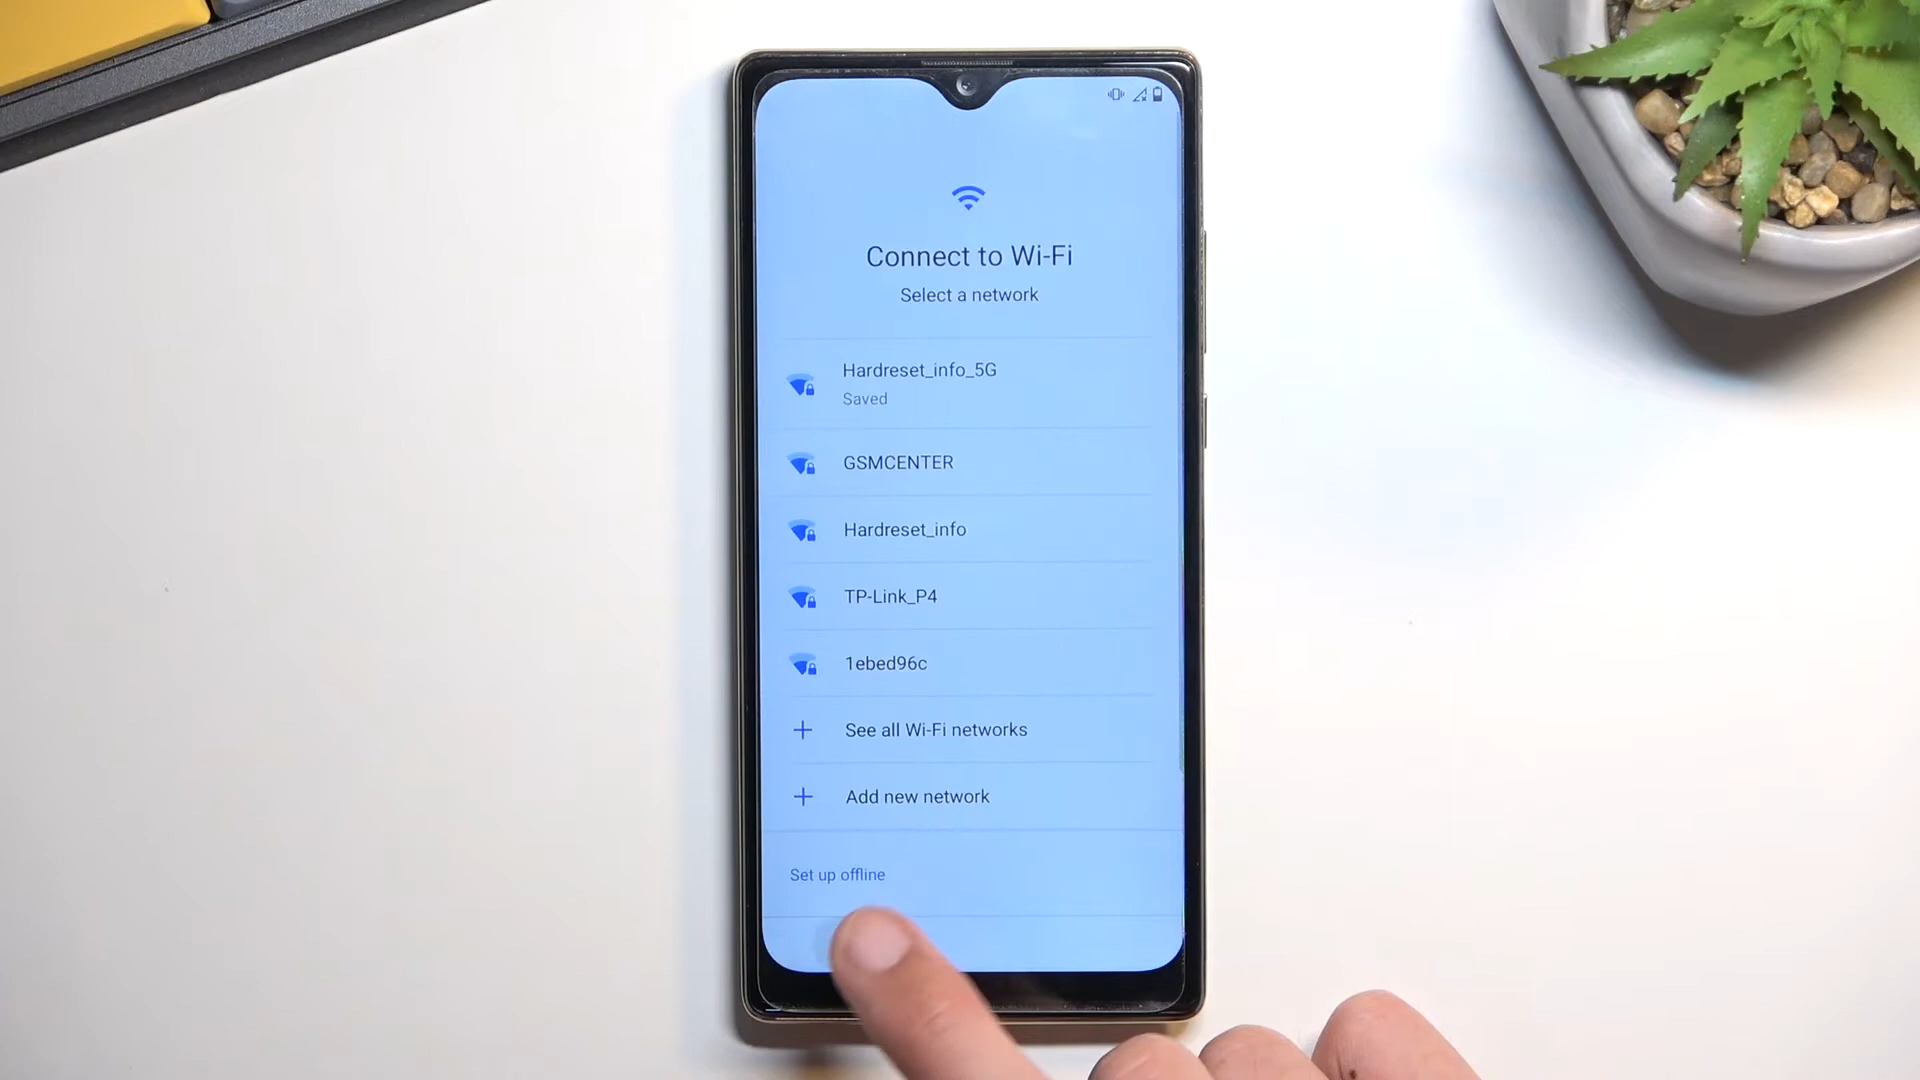 Connect to Wi-Fi
Select a network
Hardreset_info_5G
Saved
GSMCENTER
Hardreset_info
TP-Link_P4
1ebed96c
See all Wi-Fi networks
Add new network
Set up offline